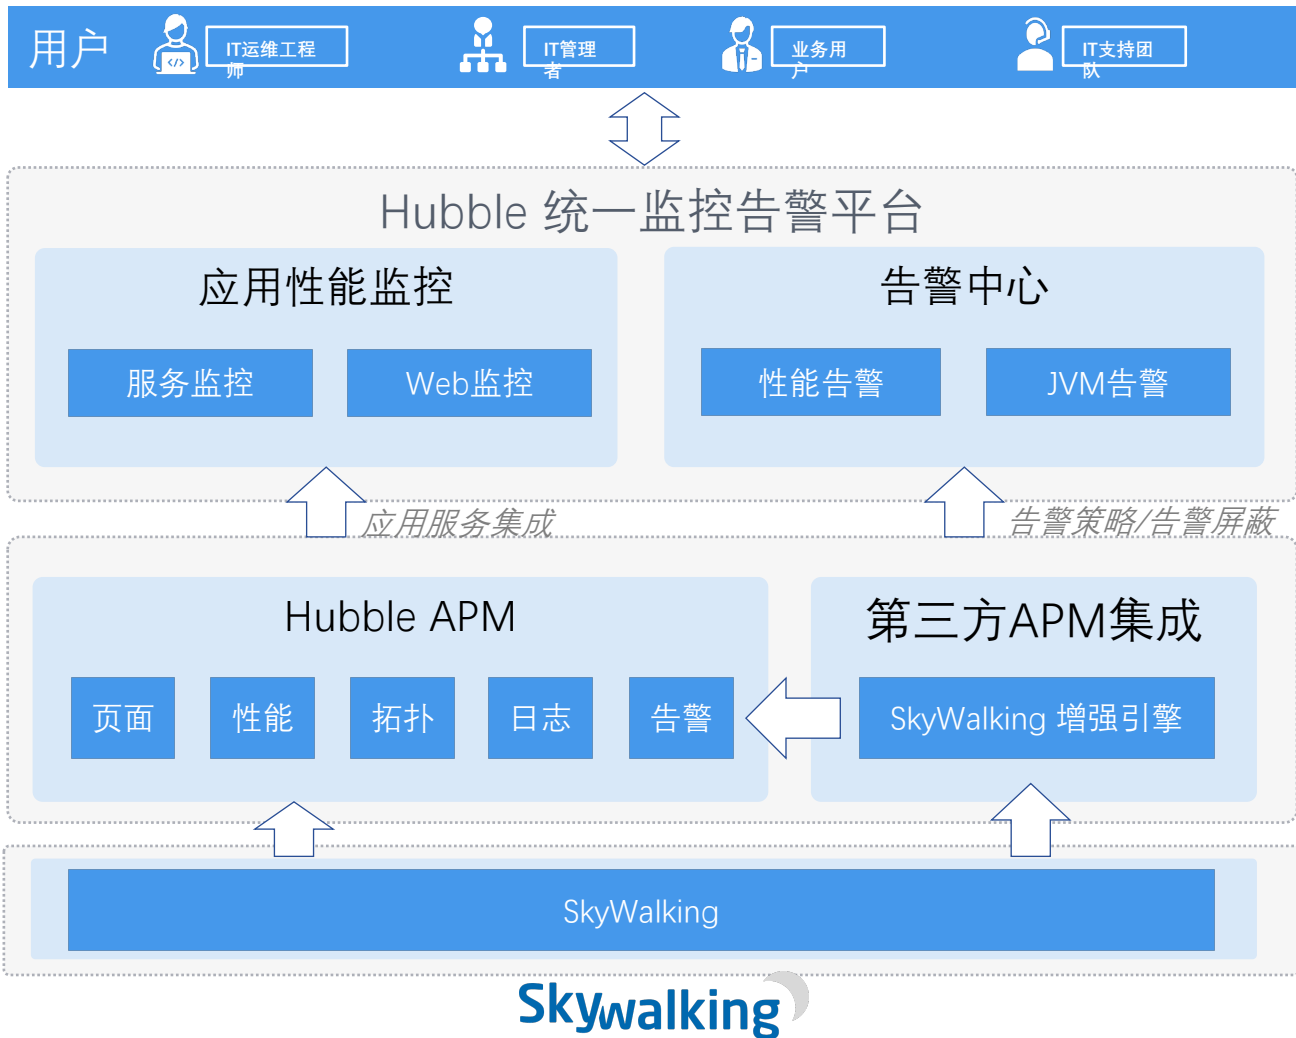 用户
IT运维工程
师
IT管理
者
业务用
户
IT支持团
队
Hubble 统一监控告警平台
应用性能监控
告警中心
服务监控
Web监控
性能告警
JVM告警
应用服务集成
告警策略/告警屏蔽
Hubble APM
第三方APM集成
页面
性能
拓扑
日志
告警
SkyWalking 增强引擎
SkyWalking
Skywalking